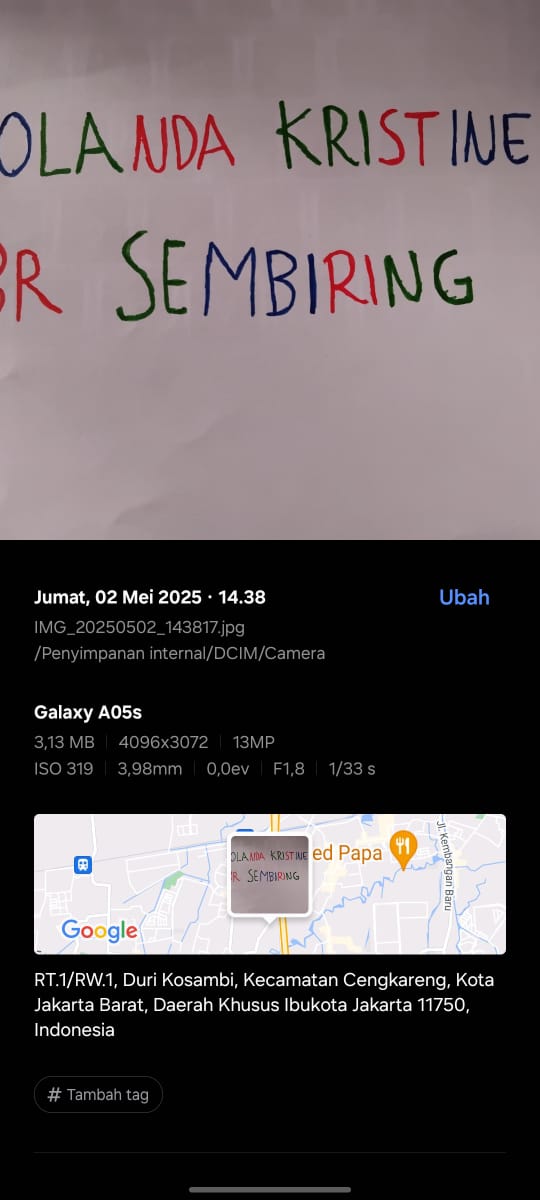 OLANDA KRISTINE
BR SEMBIRING
Jumat, 02 Mei 2025 • 14.38
Ubah
IMG_20250502_143817.jpg
/Penyimpanan internal/DCIM/Camera
Galaxy A05s
3,13 MB | 4096x3072 | 13MP
ISO 319 | 3,98mm | 0,0ev | F1,8 | 1/33 s
OLANDA KRISTINE
R SEMBIRING
ed Papa
Jl. Kembangan Baru
Google
RT.1/RW.1, Duri Kosambi, Kecamatan Cengkareng, Kota
Jakarta Barat, Daerah Khusus Ibukota Jakarta 11750,
Indonesia
# Tambah tag